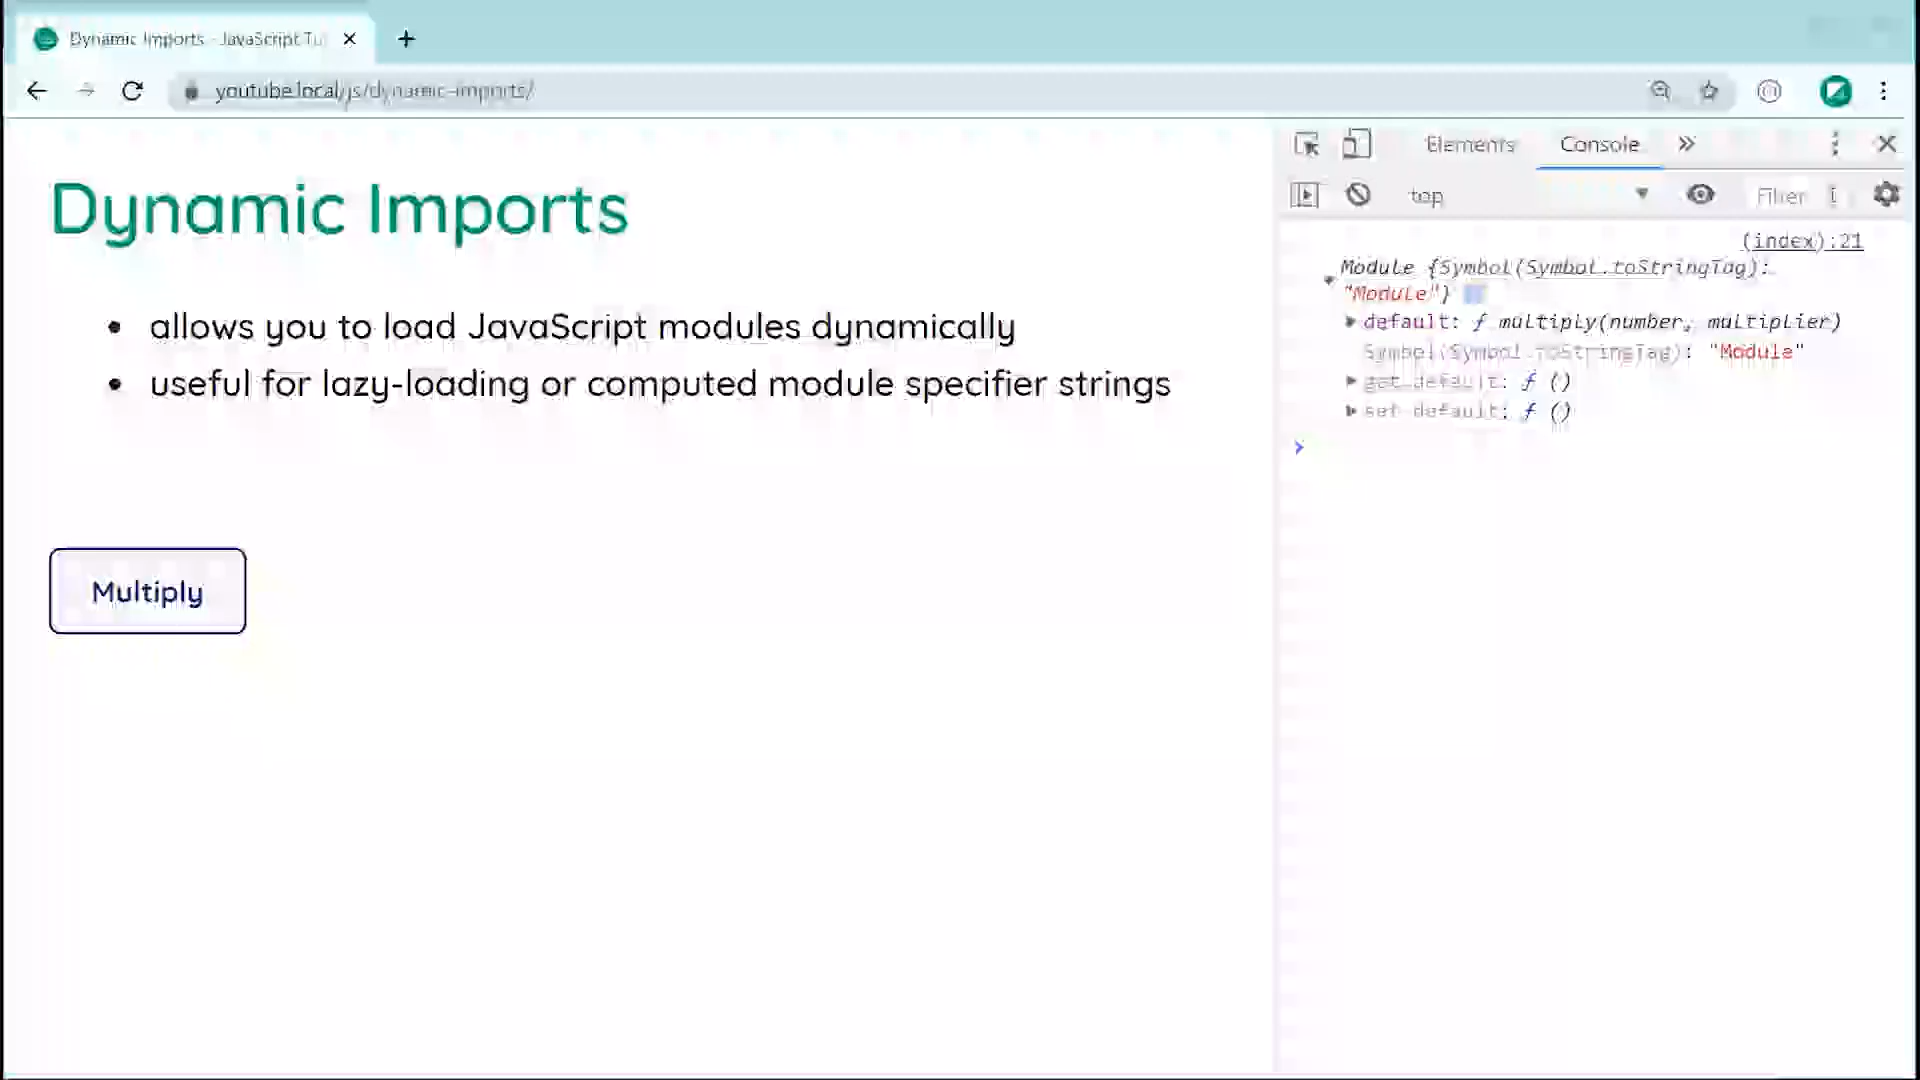 Dynamic Imports - JavaScript Tu
youtube.local/js/dynamic-imports/
Elements Console
top Filter
Dynamic Imports
allows you to load JavaScript modules dynamically
useful for lazy-loading or computed module specifier strings
Multiply
(index):21
Module {Symbol(Symbol.toStringTag):
"Module"}
default: ƒ multiply(number, multiplier)
Symbol(Symbol.toStringTag): "Module"
get default: ƒ ()
set default: ƒ ()